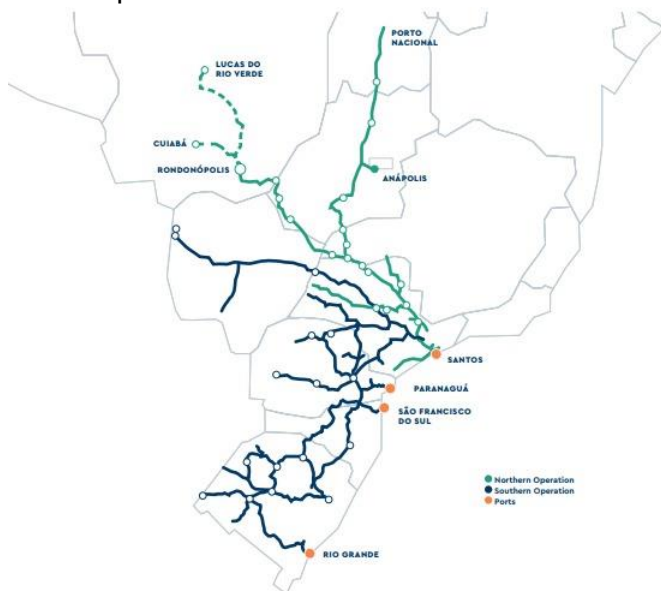 PORTO
NACIONAL
LUCAS DO
RIO VERDE
CUIABÁ
RONDONÓPOLIS
ANÁPOLIS
SANTOS
PARANAGUÁ
SÃO FRANCISCO
DO SUL
Northern Operation
Southern Operation
Ports
RIO GRANDE